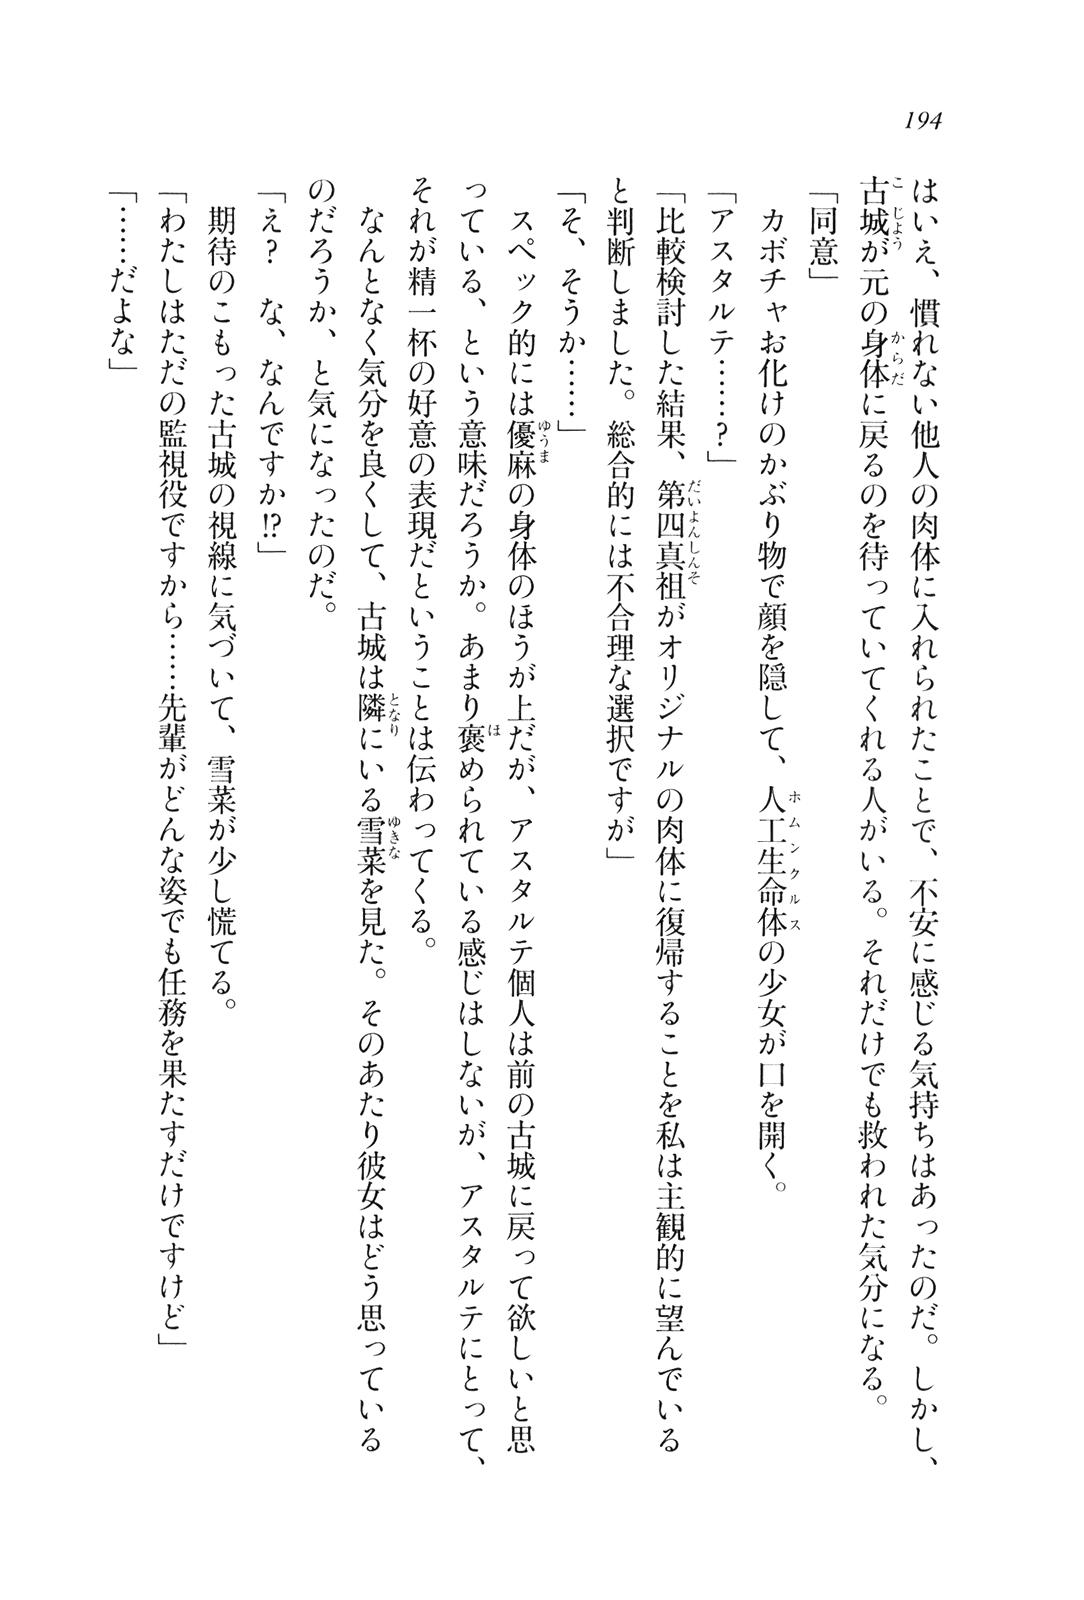 194
はいえ、慣れない他人の肉体に入れられたことで、不安に感じる気持ちはあったのだ。しかし、
古城が元の身体に戻るのを待っていてくれる人がいる。それだけでも救われた気分になる。
「同意」
カボチャお化けのかぶり物で顔を隠して、人工生命体の少女が口を開く。
「アスタルテ……？」
「比較検討した結果、第四真祖がオリジナルの肉体に復帰することを私は主観的に望んでいる
と判断しました。総合的には不合理な選択ですが」
「そ、そうか……」
スペック的には優麻の身体のほうが上だが、アスタルテ個人は前の古城に戻って欲しいと思
っている、という意味だろうか。あまり褒められている感じはしないが、アスタルテにとって、
それが精一杯の好意の表現だということは伝わってくる。
なんとなく気分を良くして、古城は隣にいる雪菜を見た。そのあたり彼女はどう思っている
のだろうか、と気になったのだ。
「え？　な、なんですか!?」
期待のこもった古城の視線に気づいて、雪菜が少し慌てる。
「わたしはただの監視役ですから……先輩がどんな姿でも任務を果たすだけですけど」
「……だよな」